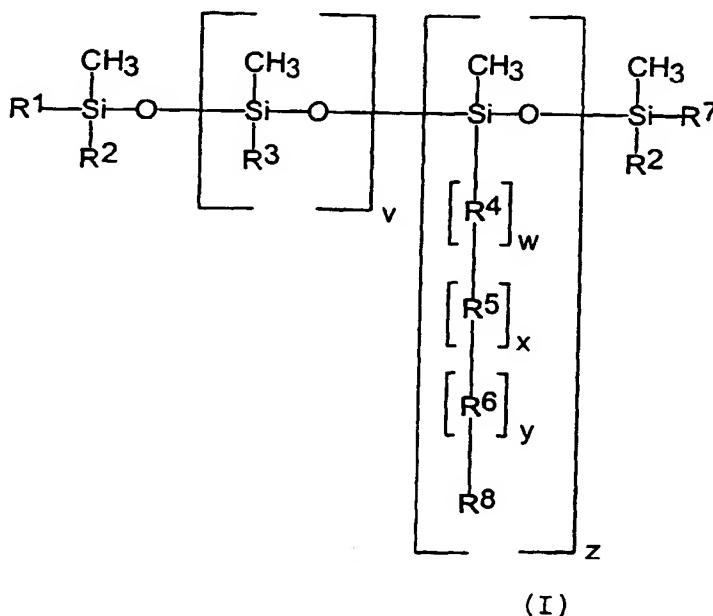 CH3 CH3 CH3 CH3
R1 Si O Si O Si O Si R7
R2 R3 R2
v
R4
w
R5
x
R6
y
R8
z
(I)